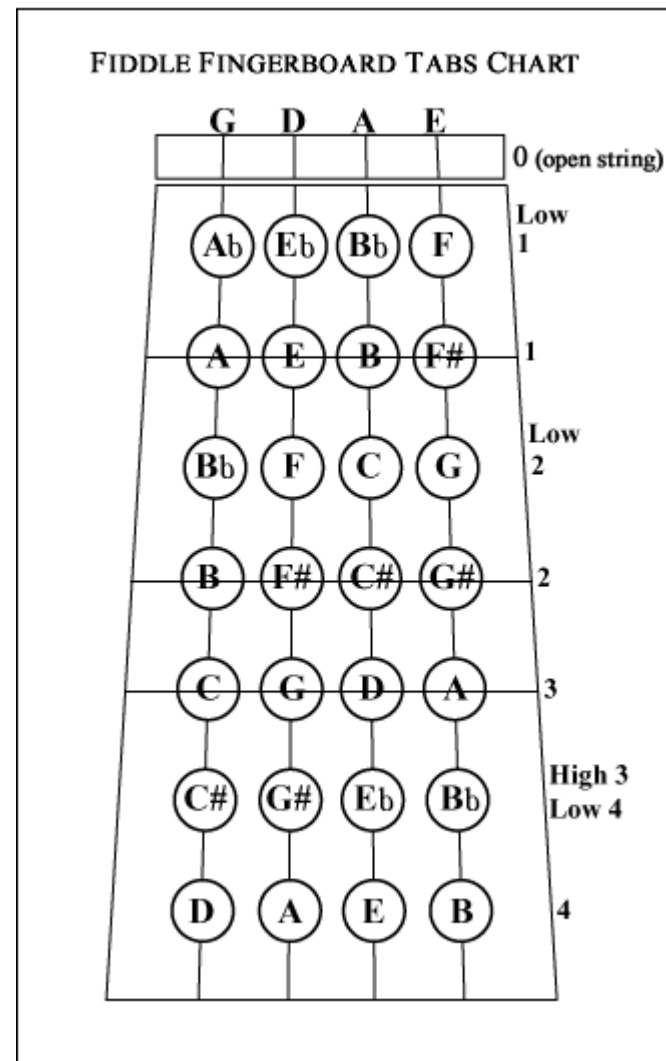 FIDDLE FINGERBOARD TABS CHART
G D A E
0 (open string)
Low
Ab Eb Bb F 1
A E B F# 1
Low
Bb F C G 2
B F# C# G# 2
C G D A 3
High 3
C# G# Eb Bb Low 4
D A E B 4